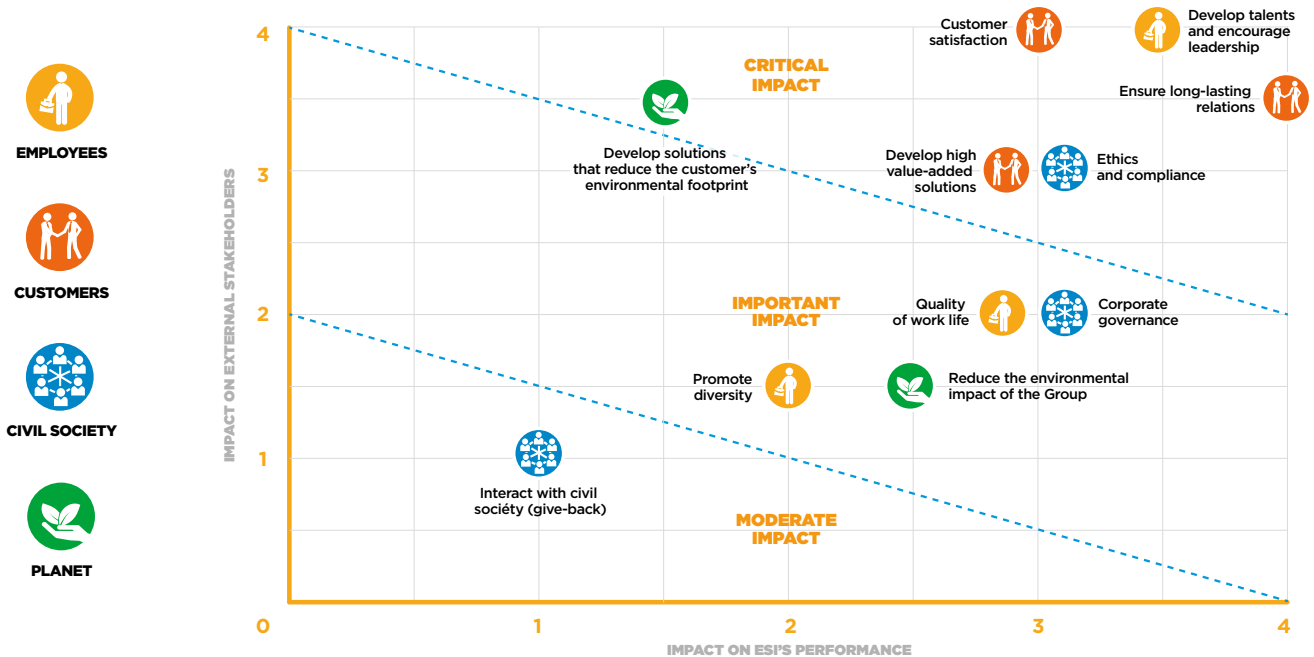 EMPLOYEES
CUSTOMERS
CIVIL SOCIETY
PLANET
IMPACT ON EXTERNAL STAKEHOLDERS
4
3
2
1
0
1
2
3
4
IMPACT ON ESI'S PERFORMANCE
CRITICAL
IMPACT
IMPORTANT
IMPACT
MODERATE
IMPACT
Customer
satisfaction
Develop talents
and encourage
leadership
Ensure long-lasting
relations
Develop solutions
that reduce the customer's
environmental footprint
Develop high
value-added
solutions
Ethics
and compliance
Quality
of work life
Corporate
governance
Promote
diversity
Reduce the environmental
impact of the Group
Interact with civil
sociéty (give-back)